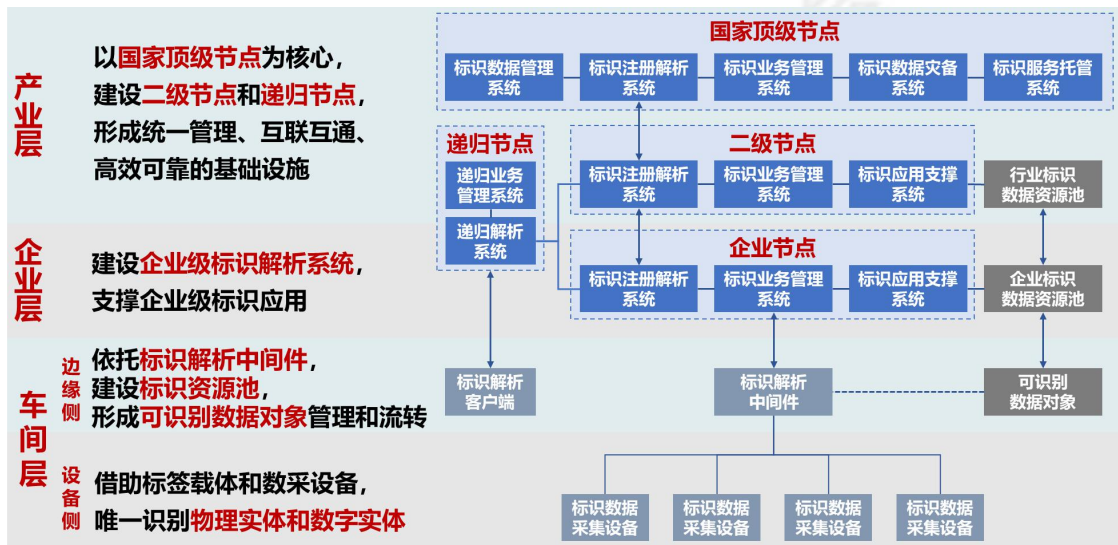 产业层
以国家顶级节点为核心，
建设二级节点和递归节点，
形成统一管理、互联互通、
高效可靠的基础设施
国家顶级节点
标识数据管理
系统
标识注册解析
系统
标识业务管理
系统
标识数据灾备
系统
标识服务托管
系统
递归节点
递归业务
管理系统
递归解析
系统
二级节点
标识注册解析
系统
标识业务管理
系统
标识应用支撑
系统
行业标识
数据资源池
企业层
建设企业级标识解析系统，
支撑企业级标识应用
企业节点
标识注册解析
系统
标识业务管理
系统
标识应用支撑
系统
企业标识
数据资源池
车间层
边缘侧
依托标识解析中间件，
建设标识资源池，
形成可识别数据对象管理和流转
标识解析
客户端
标识解析
中间件
可识别
数据对象
设备侧
借助标签载体和数采设备，
唯一识别物理实体和数字实体
标识数据
采集设备
标识数据
采集设备
标识数据
采集设备
标识数据
采集设备